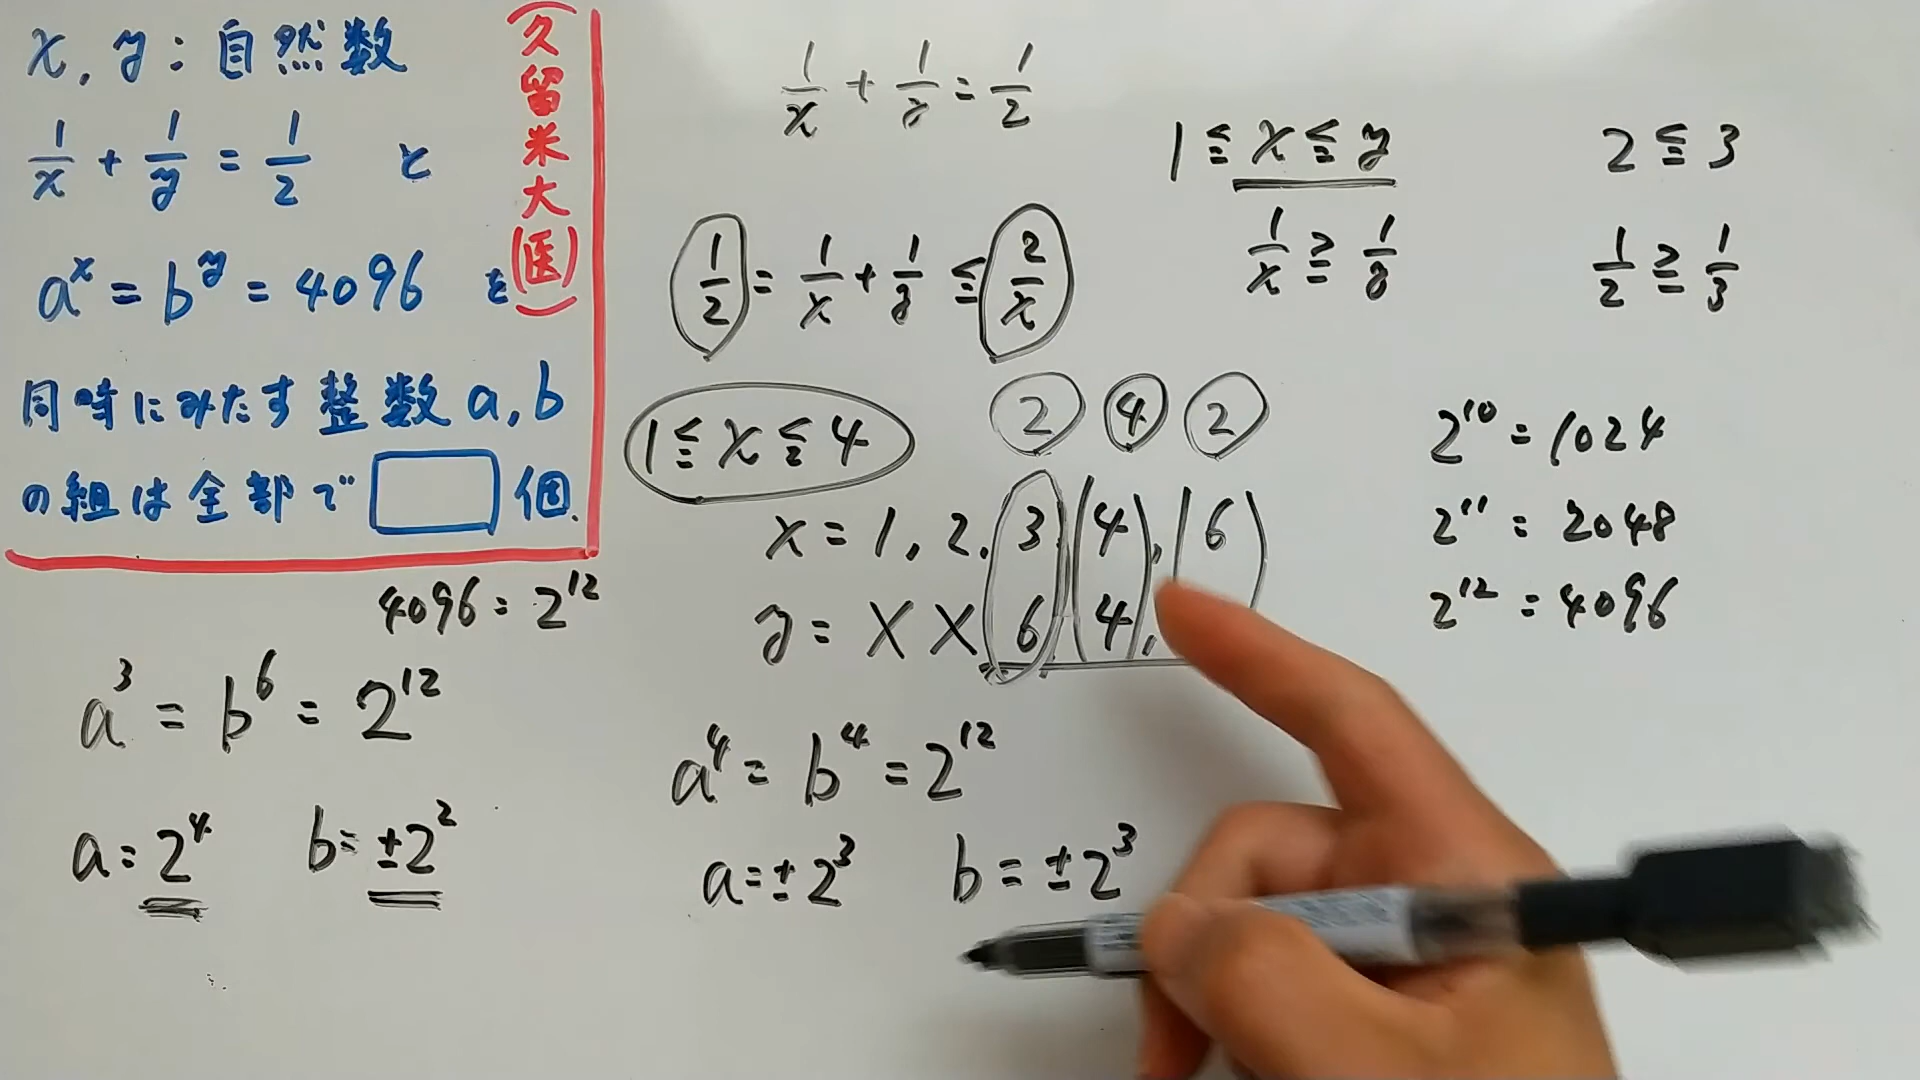 x, y : 自然数
1/x + 1/y = 1/2 と
a^x = b^y = 4096 を
同時にみたす整数 a, b
の組は全部で 個.
(久留米大(医))
4096 = 2^12
a^3 = b^6 = 2^12
a = 2^4 b = ±2^2
1/x + 1/y = 1/2
1/2 = 1/x + 1/y ≦ 2/x
1 ≦ x ≦ 4
2 4 2
x = 1, 2, 3, 4, 6
y = X X 6 4,
a^4 = b^4 = 2^12
a = ±2^3 b = ±2^3
1 ≦ x ≦ y
1/x ≧ 1/y
2 ≦ 3
1/2 ≧ 1/3
2^10 = 1024
2^11 = 2048
2^12 = 4096